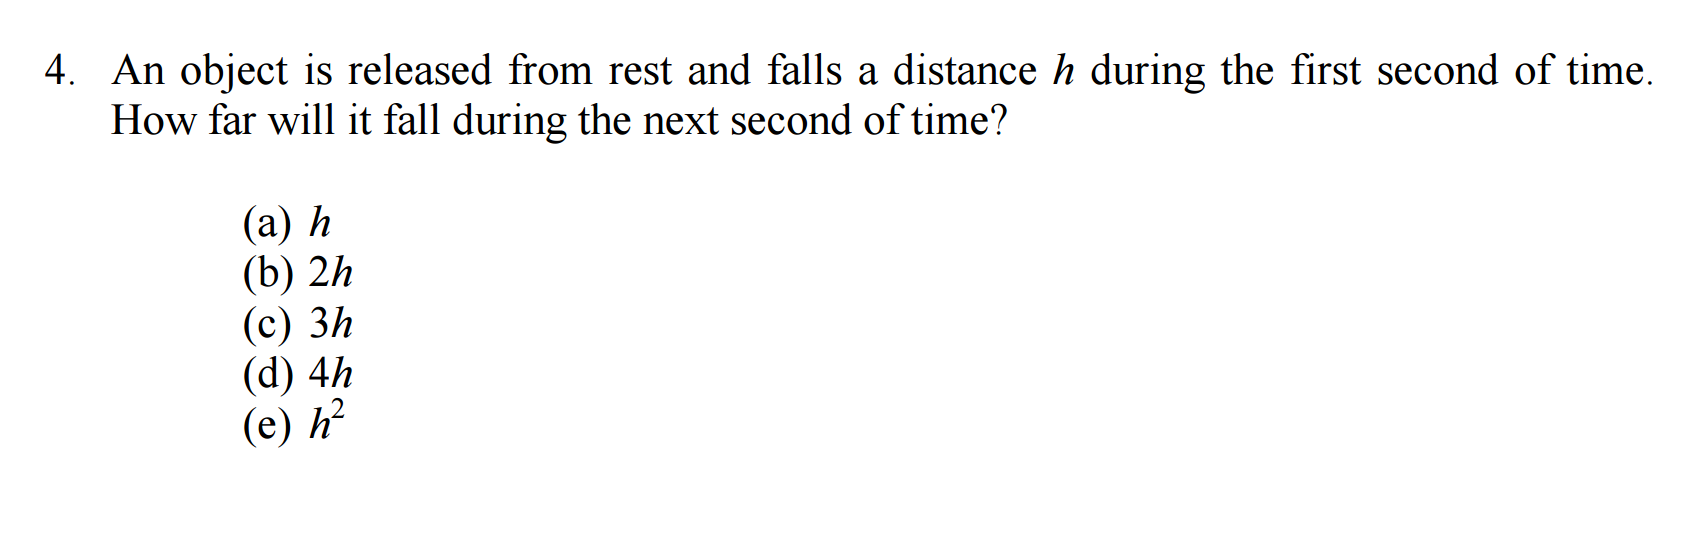 4. An object is released from rest and falls a distance h during the first second of time.
How far will it fall during the next second of time?
(a) h
(b) 2h
(c) 3h
(d) 4h
(e) h²